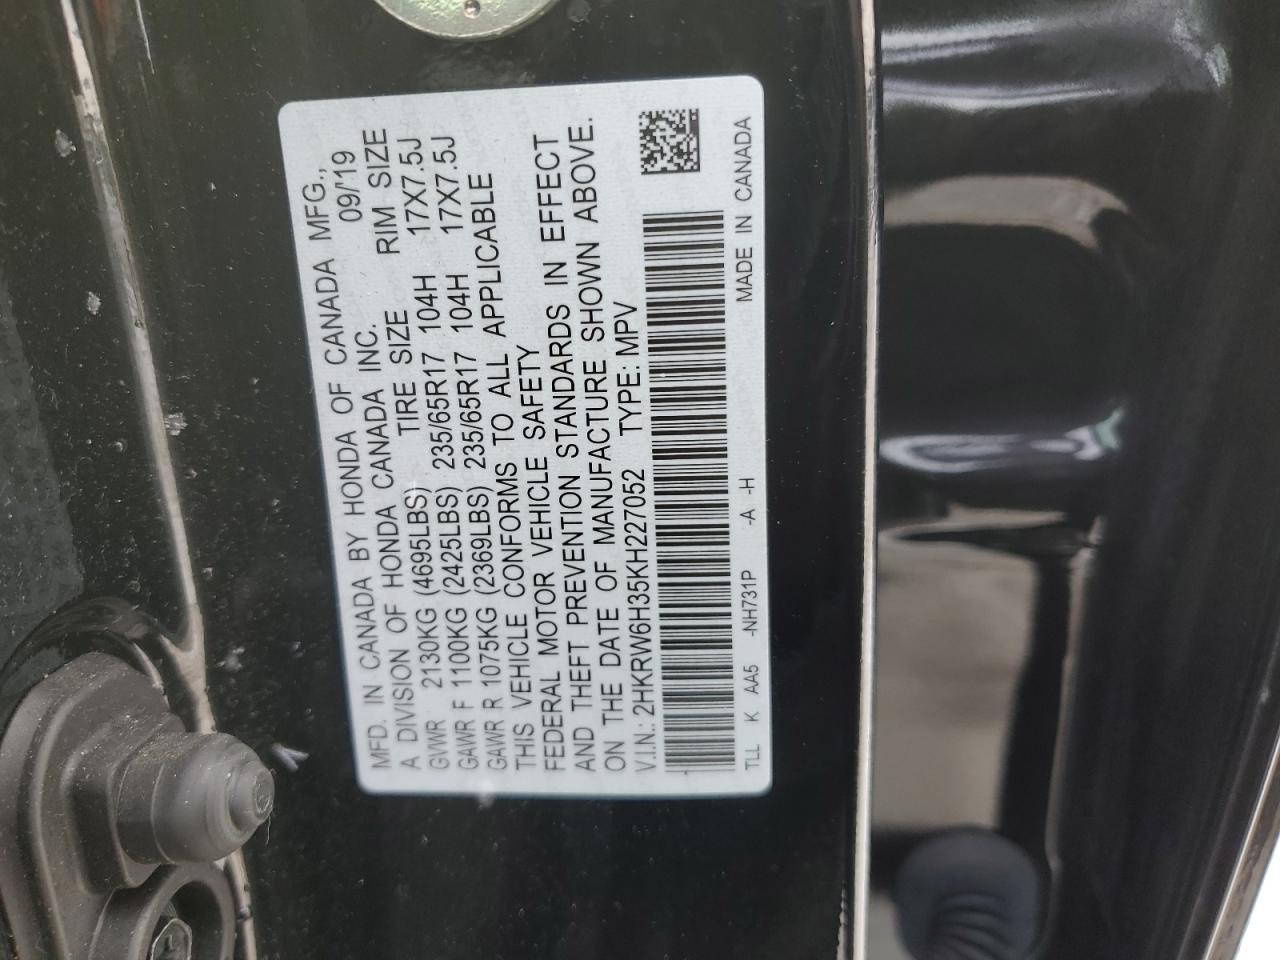 MFD. IN CANADA BY HONDA OF CANADA MFG.,
A DIVISION OF HONDA CANADA INC. 09/'19
GVWR 2130KG (4695LBS) TIRE SIZE RIM SIZE
GAWR F 1100KG (2425LBS) 235/65R17 104H 17X7.5J
GAWR R 1075KG (2369LBS) 235/65R17 104H 17X7.5J
THIS VEHICLE CONFORMS TO ALL APPLICABLE
FEDERAL MOTOR VEHICLE SAFETY
AND THEFT PREVENTION STANDARDS IN EFFECT
ON THE DATE OF MANUFACTURE SHOWN ABOVE.
V.I.N.: 2HKRW6H35KH227052 TYPE: MPV
TLL K AA5 -NH731P -A -H MADE IN CANADA